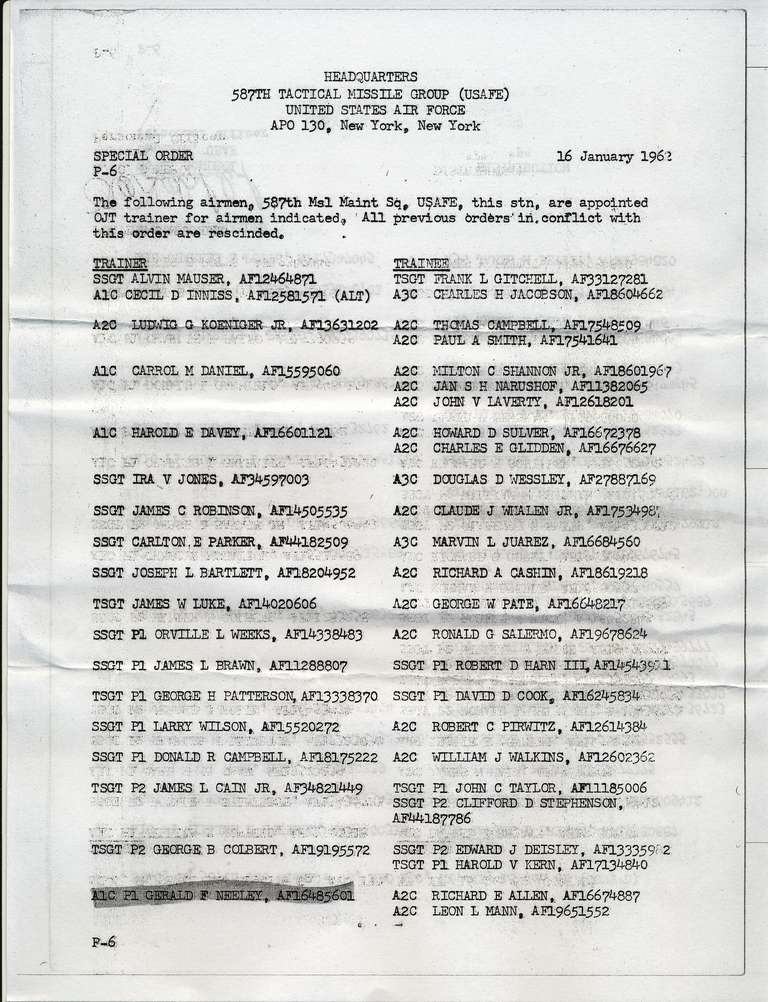 HEADQUARTERS
587TH TACTICAL MISSILE GROUP (USAFE)
UNITED STATES AIR FORCE
APO 130, New York, New York
SPECIAL ORDER 16 January 1962
P-6
The following airmen, 587th Msl Maint Sq, USAFE, this stn, are appointed
OJT trainer for airmen indicated. All previous orders in conflict with
this order are rescinded.
TRAINER TRAINEE
SSGT ALVIN MAUSER, AF12464871 TSGT FRANK L GITCHELL, AF33127281
A1C CECIL D INNISS, AF12581571 (ALT) A3C CHARLES H JACOBSON, AF18604662
A2C LUDWIG G KOENIGER JR, AF13631202 A2C THOMAS CAMPBELL, AF17548509
A2C PAUL A SMITH, AF17541641
A1C CARROL M DANIEL, AF15595060 A2C MILTON C SHANNON JR, AF18601967
A2C JAN S H NARUSHOF, AF11382065
A2C JOHN V LAVERTY, AF12618201
A1C HAROLD E DAVEY, AF16601121 A2C HOWARD D SULVER, AF16672378
A2C CHARLES E GLIDDEN, AF16676627
SSGT IRA V JONES, AF34597003 A3C DOUGLAS D WESSLEY, AF27887169
SSGT JAMES C ROBINSON, AF14505535 A2C CLAUDE J WHALEN JR,
SSGT CARLTON E PARKER, AF44182509 A3C MARVIN L JUAREZ, AF16684560
SSGT JOSEPH L BARTLETT, AF18204952 A2C RICHARD A CASHIN, AF18619218
TSGT JAMES W LUKE, AF14020606 A2C GEORGE W PATE, AF16648217
SSGT P1 ORVILLE L WEEKS, AF14338483 A2C RONALD G SALERMO, AF19678624
SSGT P1 JAMES L BRAWN, AF11288807 SSGT P1 ROBERT D HARN III,
TSGT P1 GEORGE H PATTERSON, AF13338370 SSGT P1 DAVID D COOK, AF16245834
SSGT P1 LARRY WILSON, AF15520272 A2C ROBERT C PIRWITZ, AF12614384
SSGT P1 DONALD R CAMPBELL, AF18175222 A2C WILLIAM J WALKINS, AF12602362
TSGT P2 JAMES L CAIN JR, AF34821449 TSGT P1 JOHN C TAYLOR, AF11185006
SSGT P2 CLIFFORD D STEPHENSON,
AF44187786
TSGT P2 GEORGE B COLBERT, AF19195572 SSGT P2 EDWARD J DEISLEY,
TSGT P1 HAROLD V KERN, AF17134840
A1C P1 GERALD F NEELEY, AF16485601 A2C RICHARD E ALLEN, AF16674887
A2C LEON L MANN, AF19651552
P-6